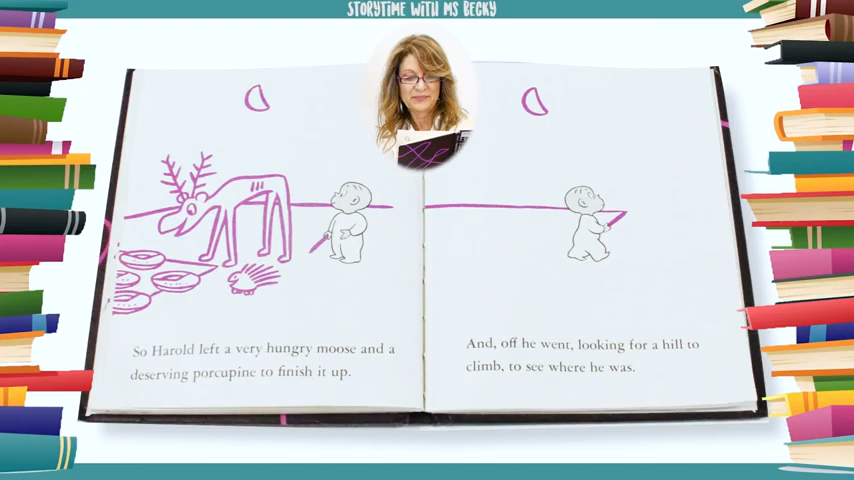 STORYTIME WITH MS BECKY
So Harold left a very hungry moose and a
deserving porcupine to finish it up.
And, off he went, looking for a hill to
climb, to see where he was.